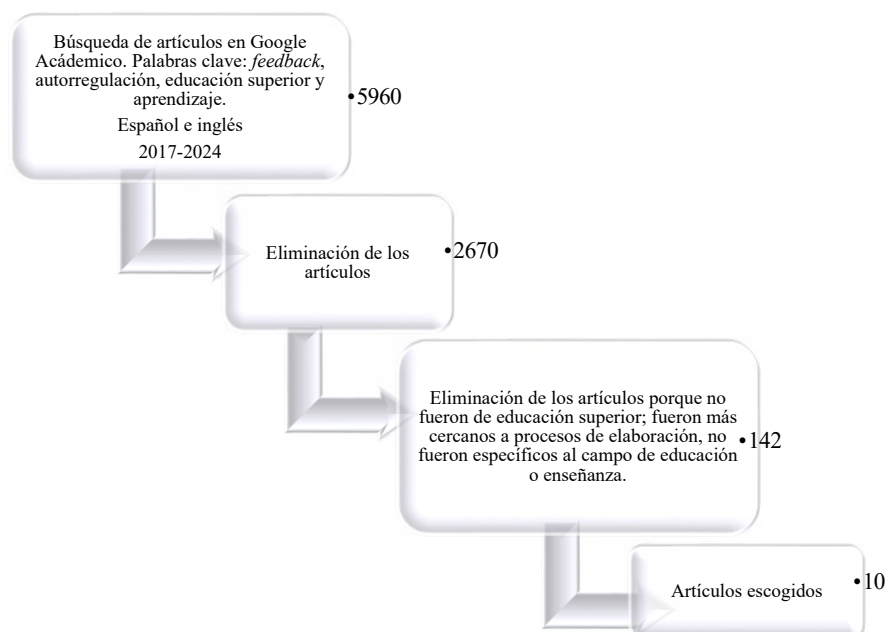 Búsqueda de artículos en Google
Acádemico. Palabras clave: feedback,
autorregulación, educación superior y
aprendizaje.
Español e inglés
2017-2024
•5960
Eliminación de los
artículos
•2670
Eliminación de los artículos porque no
fueron de educación superior; fueron más
cercanos a procesos de elaboración, no
fueron específicos al campo de educación
o enseñanza.
•142
Artículos escogidos
•10